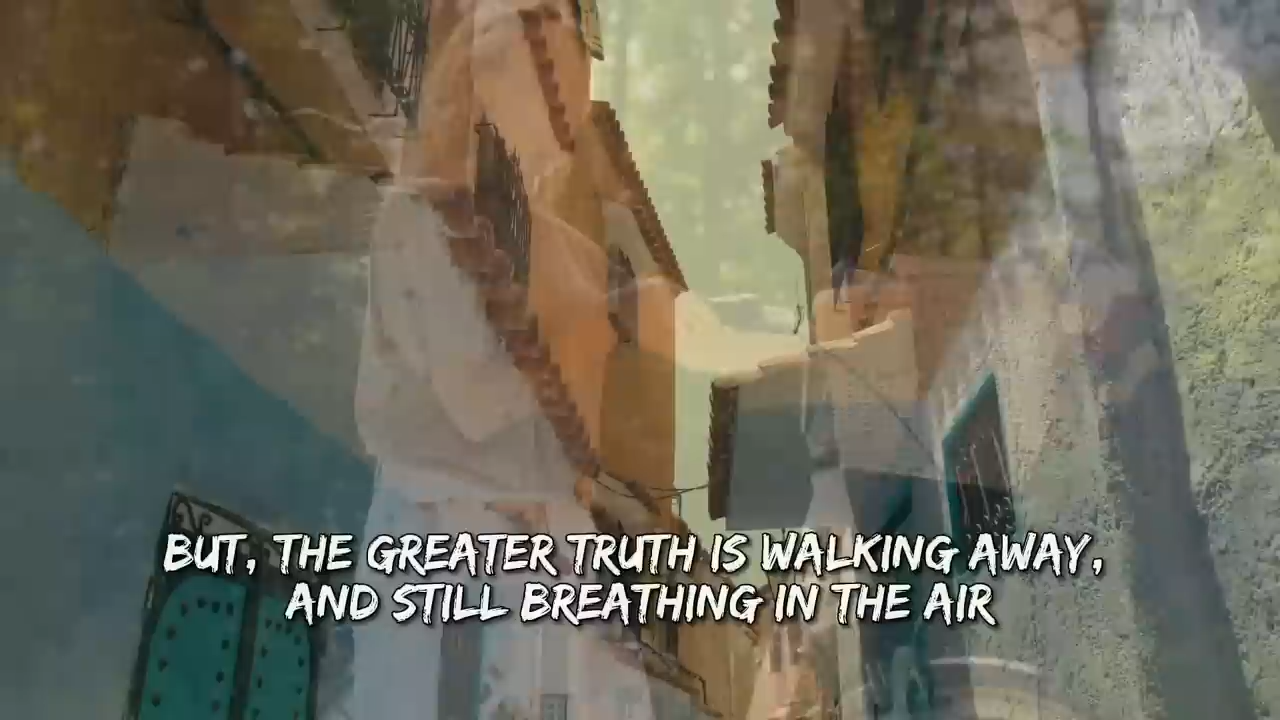 BUT, THE GREATER TRUTH IS WALKING AWAY,
AND STILL BREATHING IN THE AIR